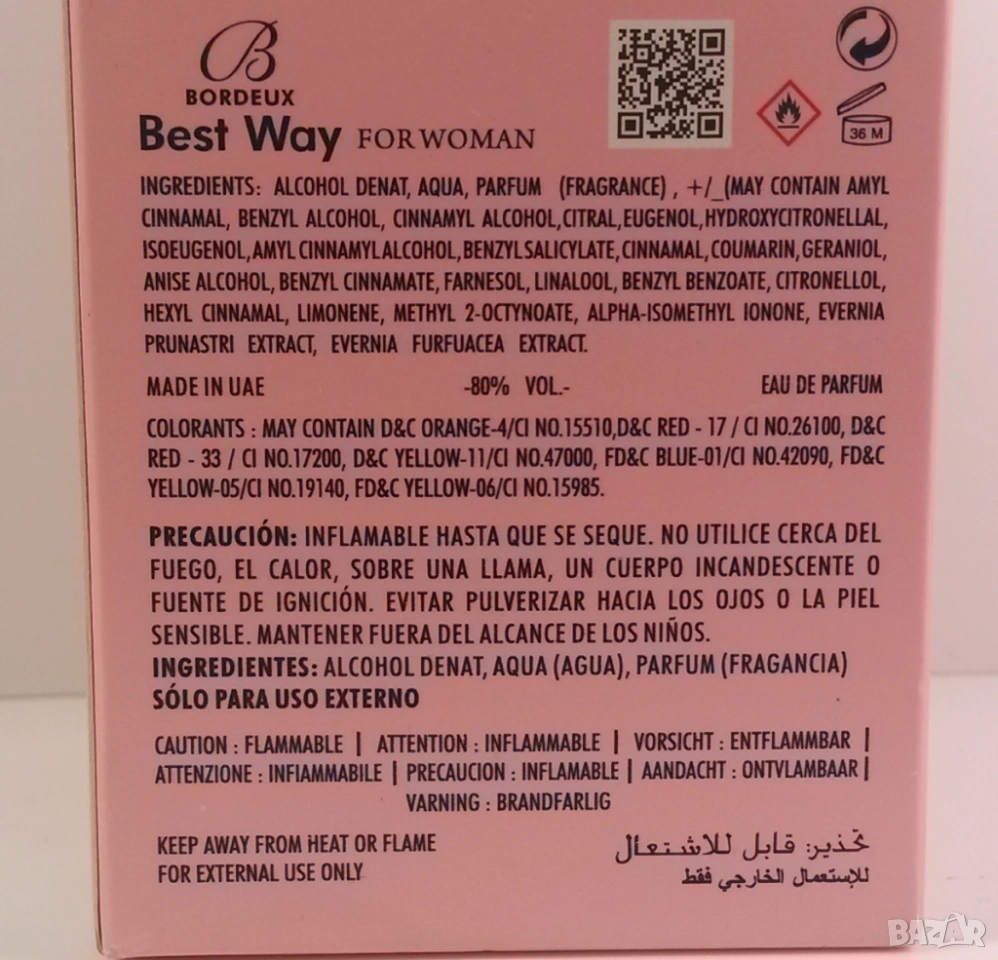 B
BORDEUX
Best Way FOR WOMAN
36 M
INGREDIENTS: ALCOHOL DENAT, AQUA, PARFUM (FRAGRANCE) , +/_(MAY CONTAIN AMYL
CINNAMAL, BENZYL ALCOHOL, CINNAMYL ALCOHOL,CITRAL,EUGENOL,HYDROXYCITRONELLAL,
ISOEUGENOL,AMYL CINNAMYL ALCOHOL,BENZYL SALICYLATE,CINNAMAL,COUMARIN,GERANIOL,
ANISE ALCOHOL, BENZYL CINNAMATE, FARNESOL, LINALOOL, BENZYL BENZOATE, CITRONELLOL,
HEXYL CINNAMAL, LIMONENE, METHYL 2-OCTYNOATE, ALPHA-ISOMETHYL IONONE, EVERNIA
PRUNASTRI EXTRACT, EVERNIA FURFUACEA EXTRACT.
MADE IN UAE -80% VOL.- EAU DE PARFUM
COLORANTS : MAY CONTAIN D&C ORANGE-4/CI NO.15510,D&C RED - 17 / CI NO.26100, D&C
RED - 33 / CI NO.17200, D&C YELLOW-11/CI NO.47000, FD&C BLUE-01/CI NO.42090, FD&C
YELLOW-05/CI NO.19140, FD&C YELLOW-06/CI NO.15985.
PRECAUCIÓN: INFLAMABLE HASTA QUE SE SEQUE. NO UTILICE CERCA DEL
FUEGO, EL CALOR, SOBRE UNA LLAMA, UN CUERPO INCANDESCENTE O
FUENTE DE IGNICIÓN. EVITAR PULVERIZAR HACIA LOS OJOS O LA PIEL
SENSIBLE. MANTENER FUERA DEL ALCANCE DE LOS NIÑOS.
INGREDIENTES: ALCOHOL DENAT, AQUA (AGUA), PARFUM (FRAGANCIA)
SÓLO PARA USO EXTERNO
CAUTION : FLAMMABLE | ATTENTION : INFLAMMABLE | VORSICHT : ENTFLAMMBAR |
ATTENZIONE : INFIAMMABILE | PRECAUCION : INFLAMABLE | AANDACHT : ONTVLAMBAAR |
VARNING : BRANDFARLIG
KEEP AWAY FROM HEAT OR FLAME
FOR EXTERNAL USE ONLY
تحذير: قابل للاشتعال
للإستعمال الخارجي فقط
BAZAR